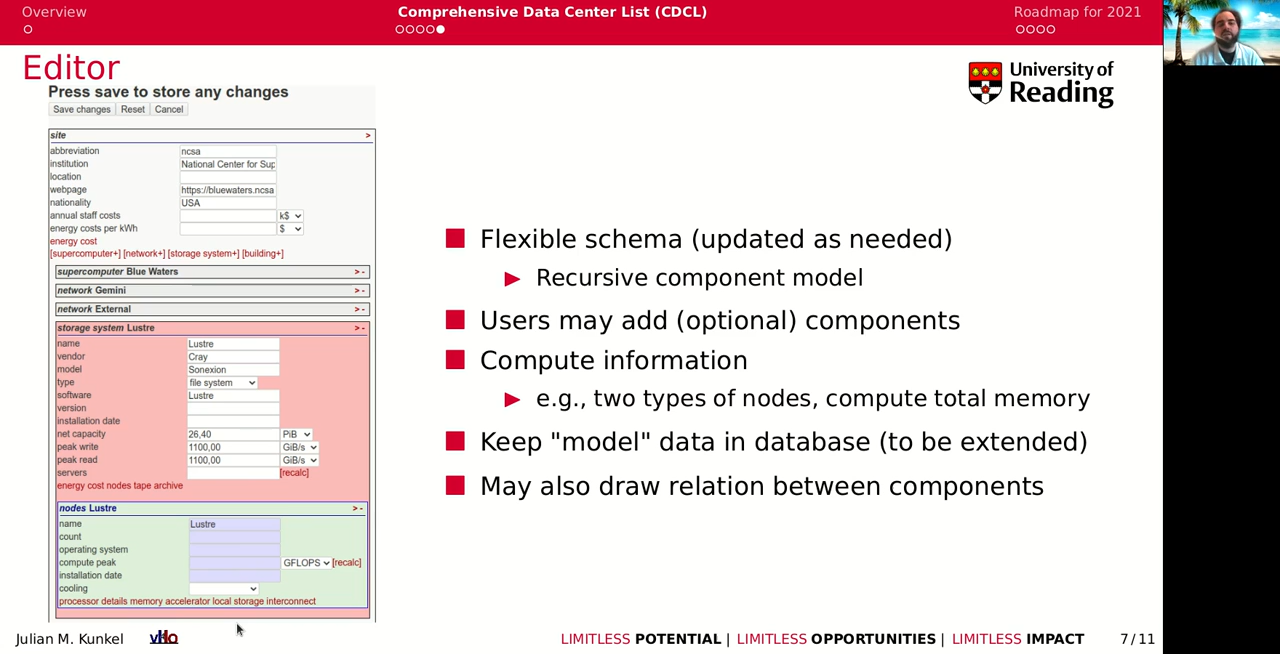 Overview
Comprehensive Data Center List (CDCL)
Roadmap for 2021
Editor
University of
Reading
Press save to store any changes
Save changes Reset Cancel
site >
abbreviation ncsa
institution National Center for Sup
location
webpage https://bluewaters.ncsa
nationality USA
annual staff costs k$
energy costs per kWh $
energy cost
[supercomputer+] [network+] [storage system+] [building+]
supercomputer Blue Waters > -
network Gemini > -
network External > -
storage system Lustre > -
name Lustre
vendor Cray
model Sonexion
type file system
software Lustre
version
installation date
net capacity 26,40 PiB
peak write 1100,00 GiB/s
peak read 1100,00 GiB/s
servers [recalc]
energy cost nodes tape archive
nodes Lustre > -
name Lustre
count
operating system
compute peak GFLOPS [recalc]
installation date
cooling
processor details memory accelerator local storage interconnect
Flexible schema (updated as needed)
Recursive component model
Users may add (optional) components
Compute information
e.g., two types of nodes, compute total memory
Keep "model" data in database (to be extended)
May also draw relation between components
Julian M. Kunkel
LIMITLESS POTENTIAL | LIMITLESS OPPORTUNITIES | LIMITLESS IMPACT
7 / 11